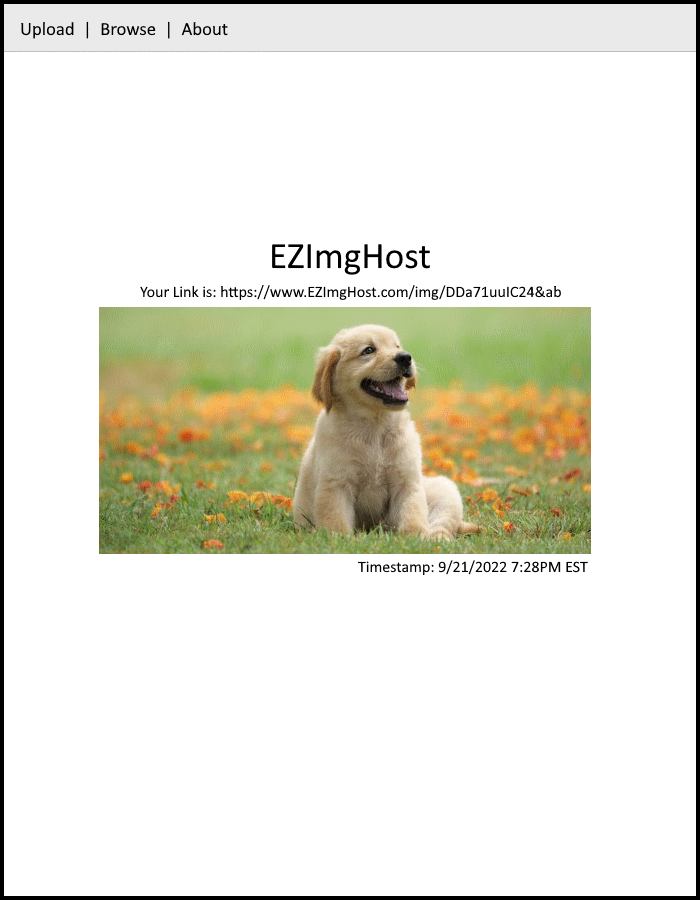 Upload | Browse | About
EZImgHost
Your Link is: https://www.EZImgHost.com/img/DDa71uuIC24&ab
Timestamp: 9/21/2022 7:28PM EST